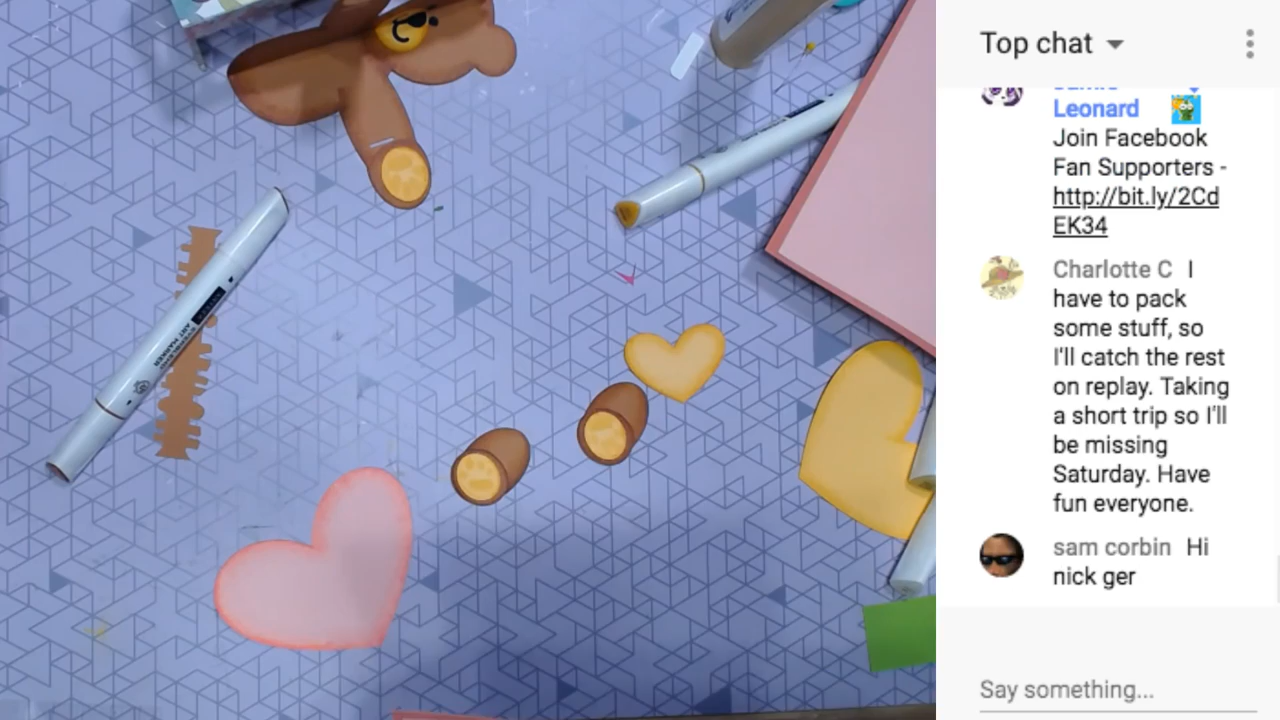 Top chat
Leonard
Join Facebook
Fan Supporters -
http://bit.ly/2Cd
EK34
Charlotte C I
have to pack
some stuff, so
I'll catch the rest
on replay. Taking
a short trip so I'll
be missing
Saturday. Have
fun everyone.
sam corbin Hi
nick ger
Say something...
ART MARKER